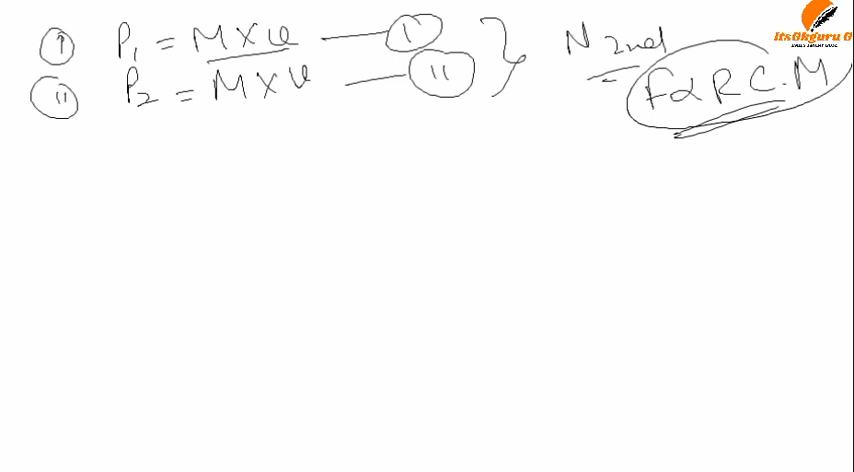 (i) P₁ = M × u — (i)
(ii) P₂ = M × v — (ii)
N 2nd
F α R C.M
ItsGkguru G